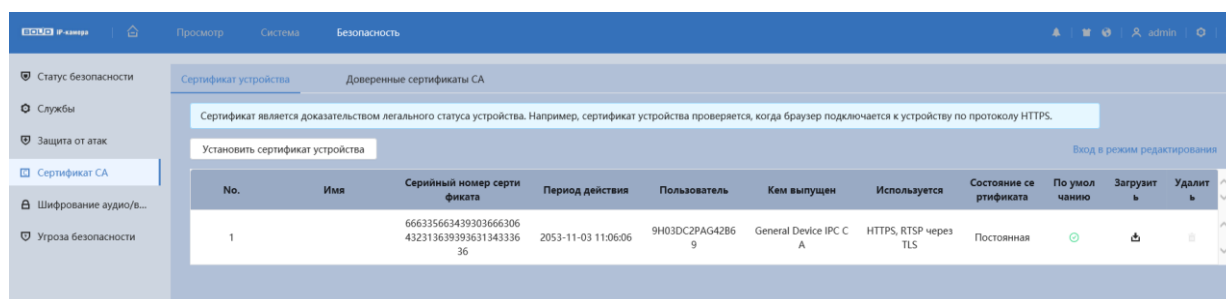 BOLID IP-камера
Просмотр Система Безопасность admin
Статус безопасности
Службы
Защита от атак
Сертификат CA
Шифрование аудио/в...
Угроза безопасности
Сертификат устройства Доверенные сертификаты CA
Сертификат является доказательством легального статуса устройства. Например, сертификат устройства проверяется, когда браузер подключается к устройству по протоколу HTTPS.
Установить сертификат устройства Вход в режим редактирования
No. Имя Серийный номер серти Период действия Пользователь Кем выпущен Используется Состояние се По умол Загрузит Удалит
фиката ртификата чанию ь ь
666335663439303666306
1 432313639393631343336 2053-11-03 11:06:06 9H03DC2PAG42B6 General Device IPC C HTTPS, RTSP через Постоянная
36 9 A TLS